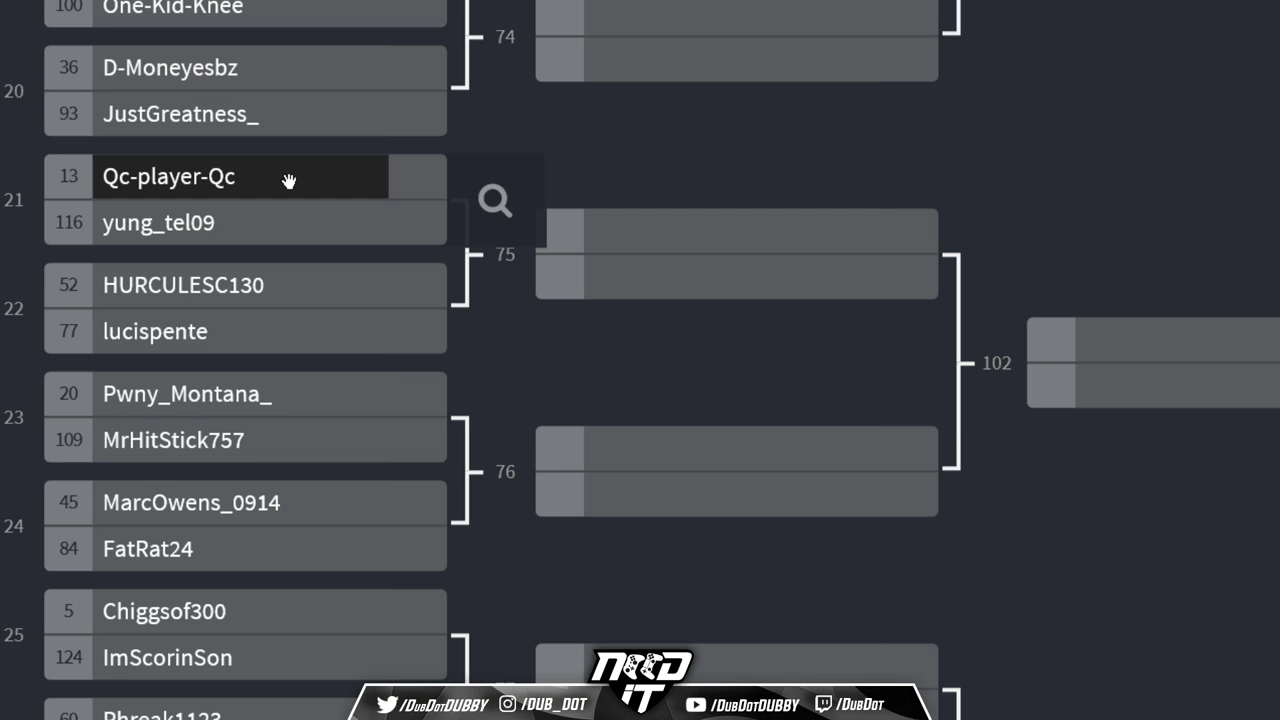 100 One-Kid-Knee
74
36 D-Moneyesbz
20
93 JustGreatness_
13 Qc-player-Qc
21
116 yung_tel09
75
52 HURCULESC130
22
77 lucispente
102
20 Pwny_Montana_
23
109 MrHitStick757
76
45 MarcOwens_0914
24
84 FatRat24
5 Chiggsof300
25
124 ImScorinSon
60 Phreak1123
NEED
IT
/DubDotDUBBY /DUB_DOT /DubDotDUBBY /DubDot